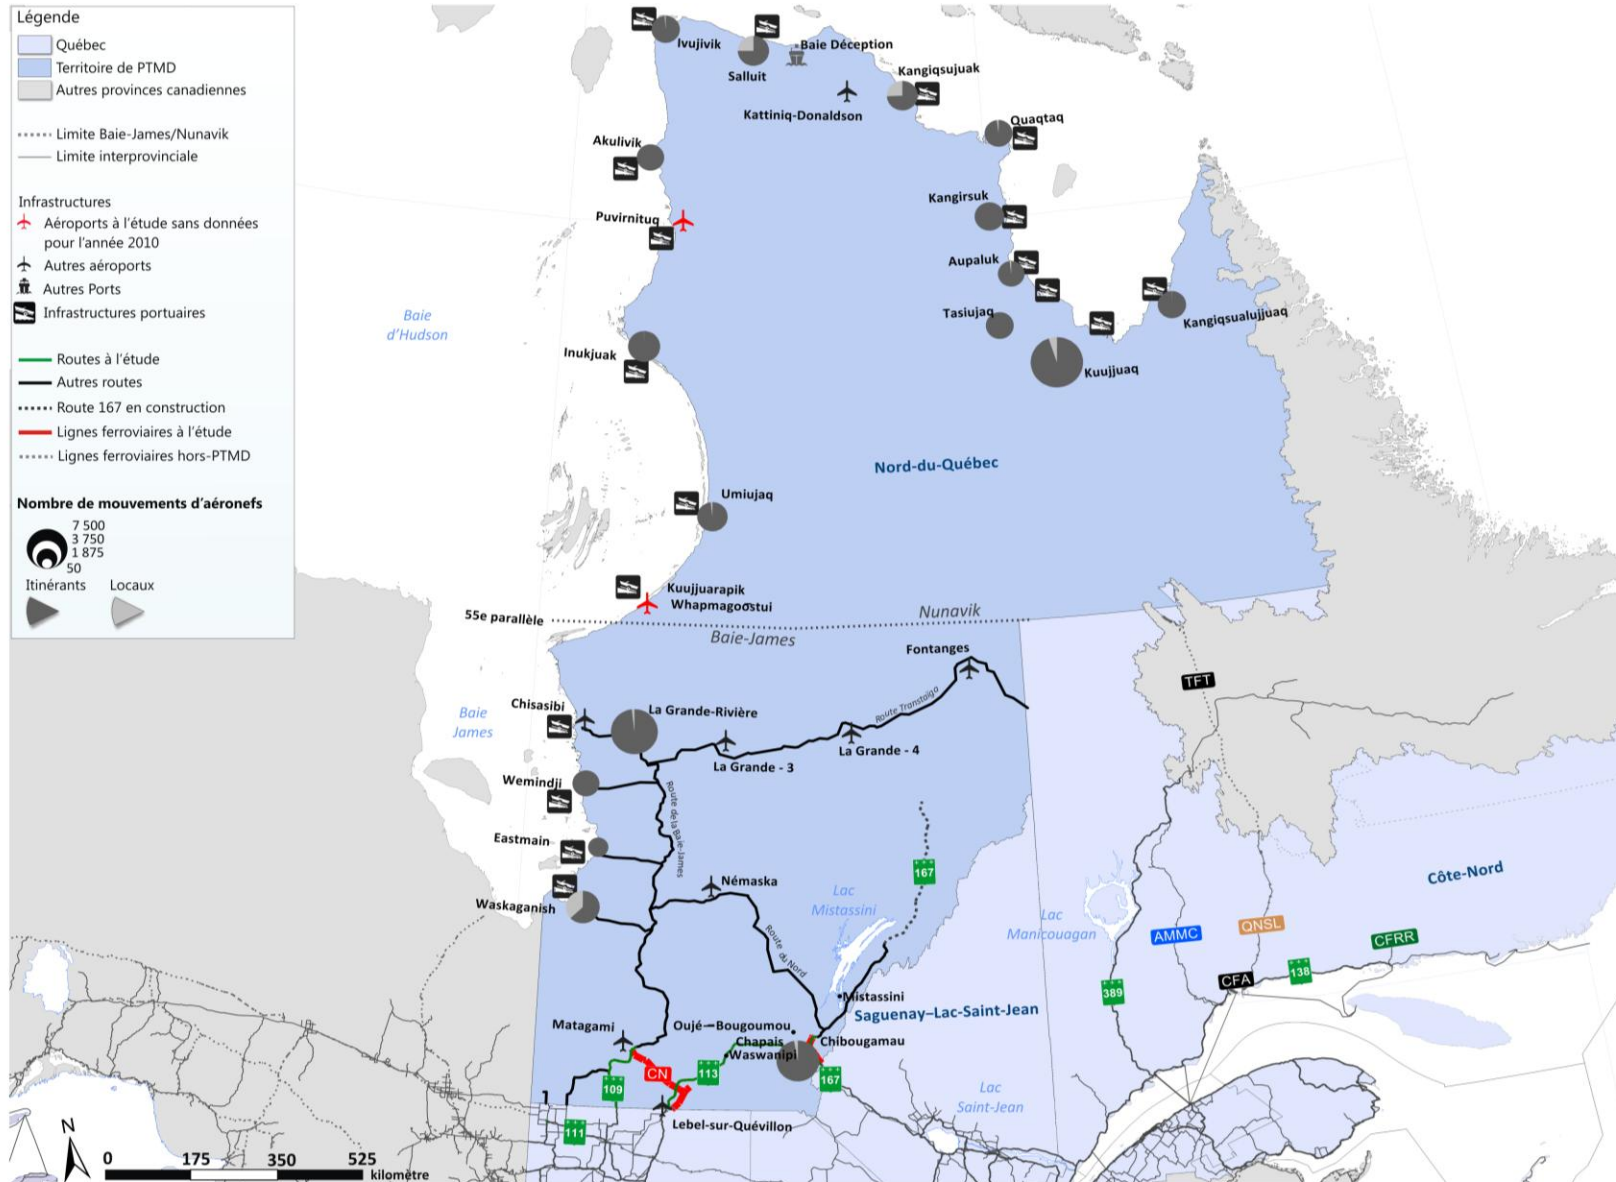 Légende
Québec
Territoire de PTMD
Autres provinces canadiennes
Limite Baie-James/Nunavik
Limite interprovinciale
Infrastructures
Aéroports à l'étude sans données
pour l'année 2010
Autres aéroports
Autres Ports
Infrastructures portuaires
Routes à l'étude
Autres routes
Route 167 en construction
Lignes ferroviaires à l'étude
Lignes ferroviaires hors-PTMD
Nombre de mouvements d'aéronefs
7 500
3 750
1 875
50
Itinérants
Locaux
Ivujivik
Salluit
Baie Déception
Kattiniq-Donaldson
Kangiqsujuak
Quaqtaq
Akulivik
Puvirnituq
Kangirsuk
Aupaluk
Tasiujaq
Kangiqsualujjuaq
Kuujjuaq
Baie
d'Hudson
Inukjuak
Nord-du-Québec
Umiujaq
Kuujjuarapik
Whapmagoostui
55e parallèle
Nunavik
Baie-James
Fontanges
TFT
Chisasibi
La Grande-Rivière
Route Transtaïga
Baie
James
La Grande - 3
La Grande - 4
Wemindji
Route de la Baie-James
Eastmain
167
Côte-Nord
Némaska
Lac
Mistassini
Waskaganish
Lac
Manicouagan
AMMC
QNSL
CFRR
Route du Nord
CFA
138
389
Mistassini
Saguenay–Lac-Saint-Jean
Matagami
Oujé—Bougoumou
Chapais
Chibougamau
Waswanipi
CN
113
167
109
1
111
Lebel-sur-Quévillon
Lac
Saint-Jean
N
0
175
350
525
kilomètre